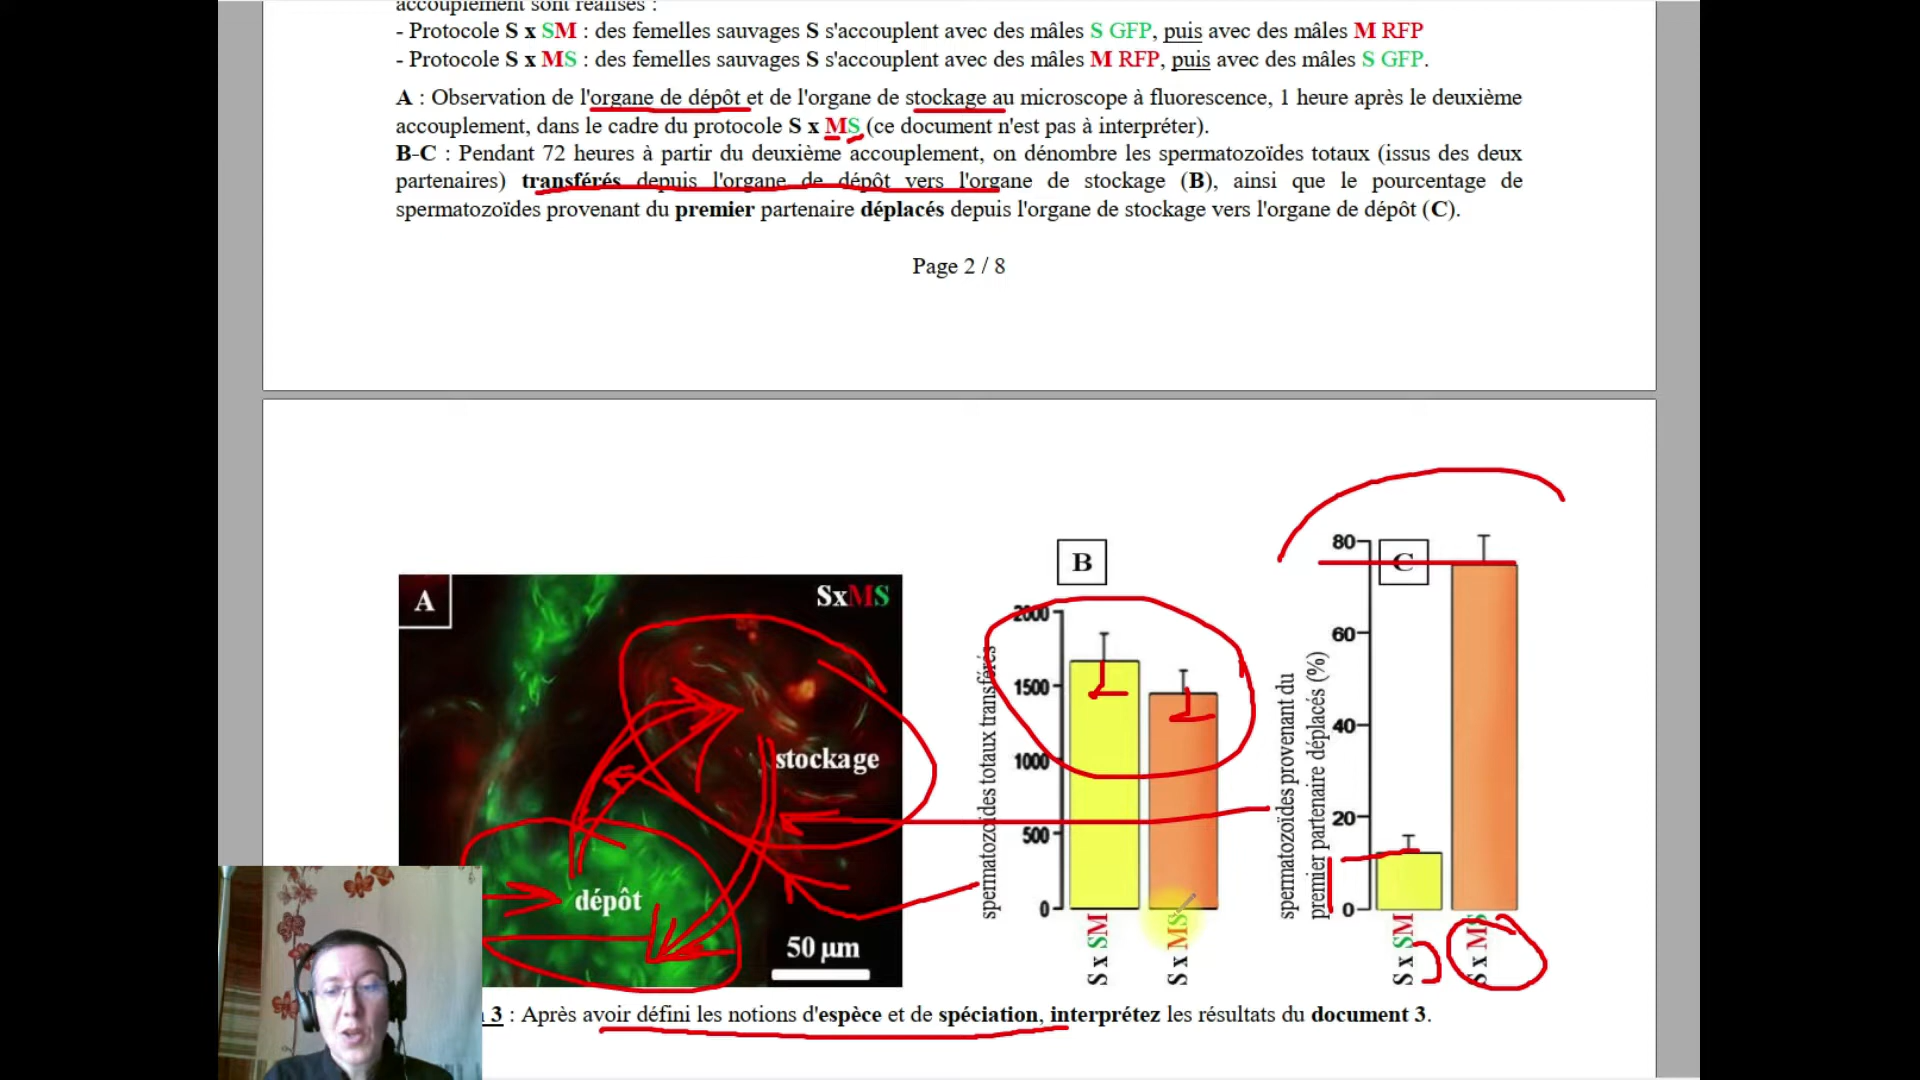 accouplement sont réalisés :
- Protocole S x SM : des femelles sauvages S s'accouplent avec des mâles S GFP, puis avec des mâles M RFP
- Protocole S x MS : des femelles sauvages S s'accouplent avec des mâles M RFP, puis avec des mâles S GFP.
A : Observation de l'organe de dépôt et de l'organe de stockage au microscope à fluorescence, 1 heure après le deuxième
accouplement, dans le cadre du protocole S x MS (ce document n'est pas à interpréter).
B-C : Pendant 72 heures à partir du deuxième accouplement, on dénombre les spermatozoïdes totaux (issus des deux
partenaires) transférés depuis l'organe de dépôt vers l'organe de stockage (B), ainsi que le pourcentage de
spermatozoïdes provenant du premier partenaire déplacés depuis l'organe de stockage vers l'organe de dépôt (C).
Page 2 / 8
A
SxMS
stockage
dépôt
50 µm
B
spermatozoïdes totaux transférés
2000
1500
1000
500
0
S x SM
S x MS
C
spermatozoïdes provenant du
premier partenaire déplacés (%)
80
60
40
20
0
S x SM
S x MS
3 : Après avoir défini les notions d'espèce et de spéciation, interprétez les résultats du document 3.